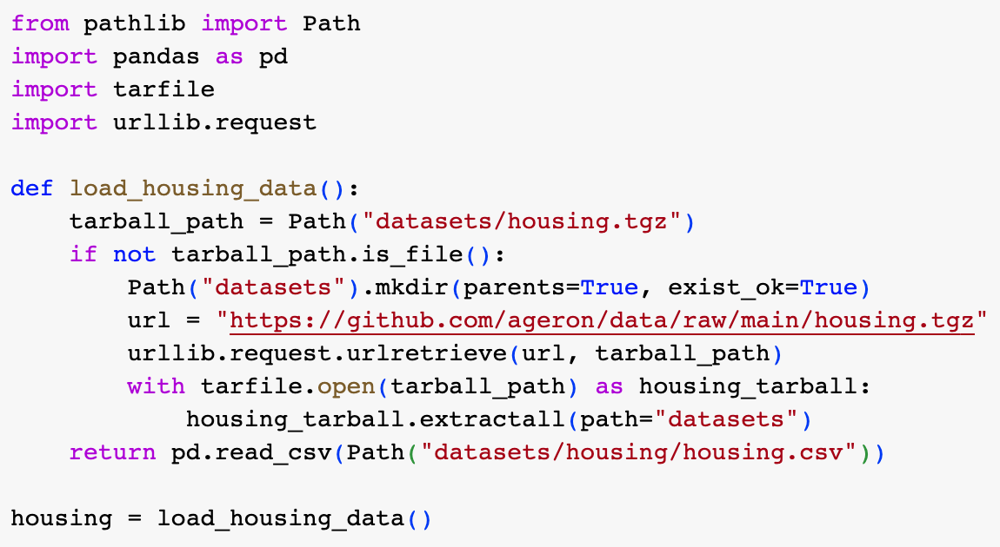 from pathlib import Path
import pandas as pd
import tarfile
import urllib.request

def load_housing_data():
    tarball_path = Path("datasets/housing.tgz")
    if not tarball_path.is_file():
        Path("datasets").mkdir(parents=True, exist_ok=True)
        url = "https://github.com/ageron/data/raw/main/housing.tgz"
        urllib.request.urlretrieve(url, tarball_path)
        with tarfile.open(tarball_path) as housing_tarball:
            housing_tarball.extractall(path="datasets")
    return pd.read_csv(Path("datasets/housing/housing.csv"))

housing = load_housing_data()